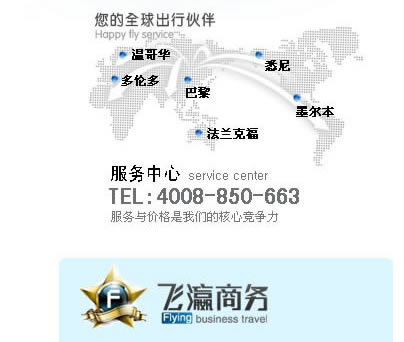 您的全球出行伙伴
Happy fly service
温哥华
悉尼
多伦多
巴黎
墨尔本
法兰克福
服务中心 service center
TEL:4008-850-663
服务与价格是我们的核心竞争力
F
飞瀛商务
Flying business travel